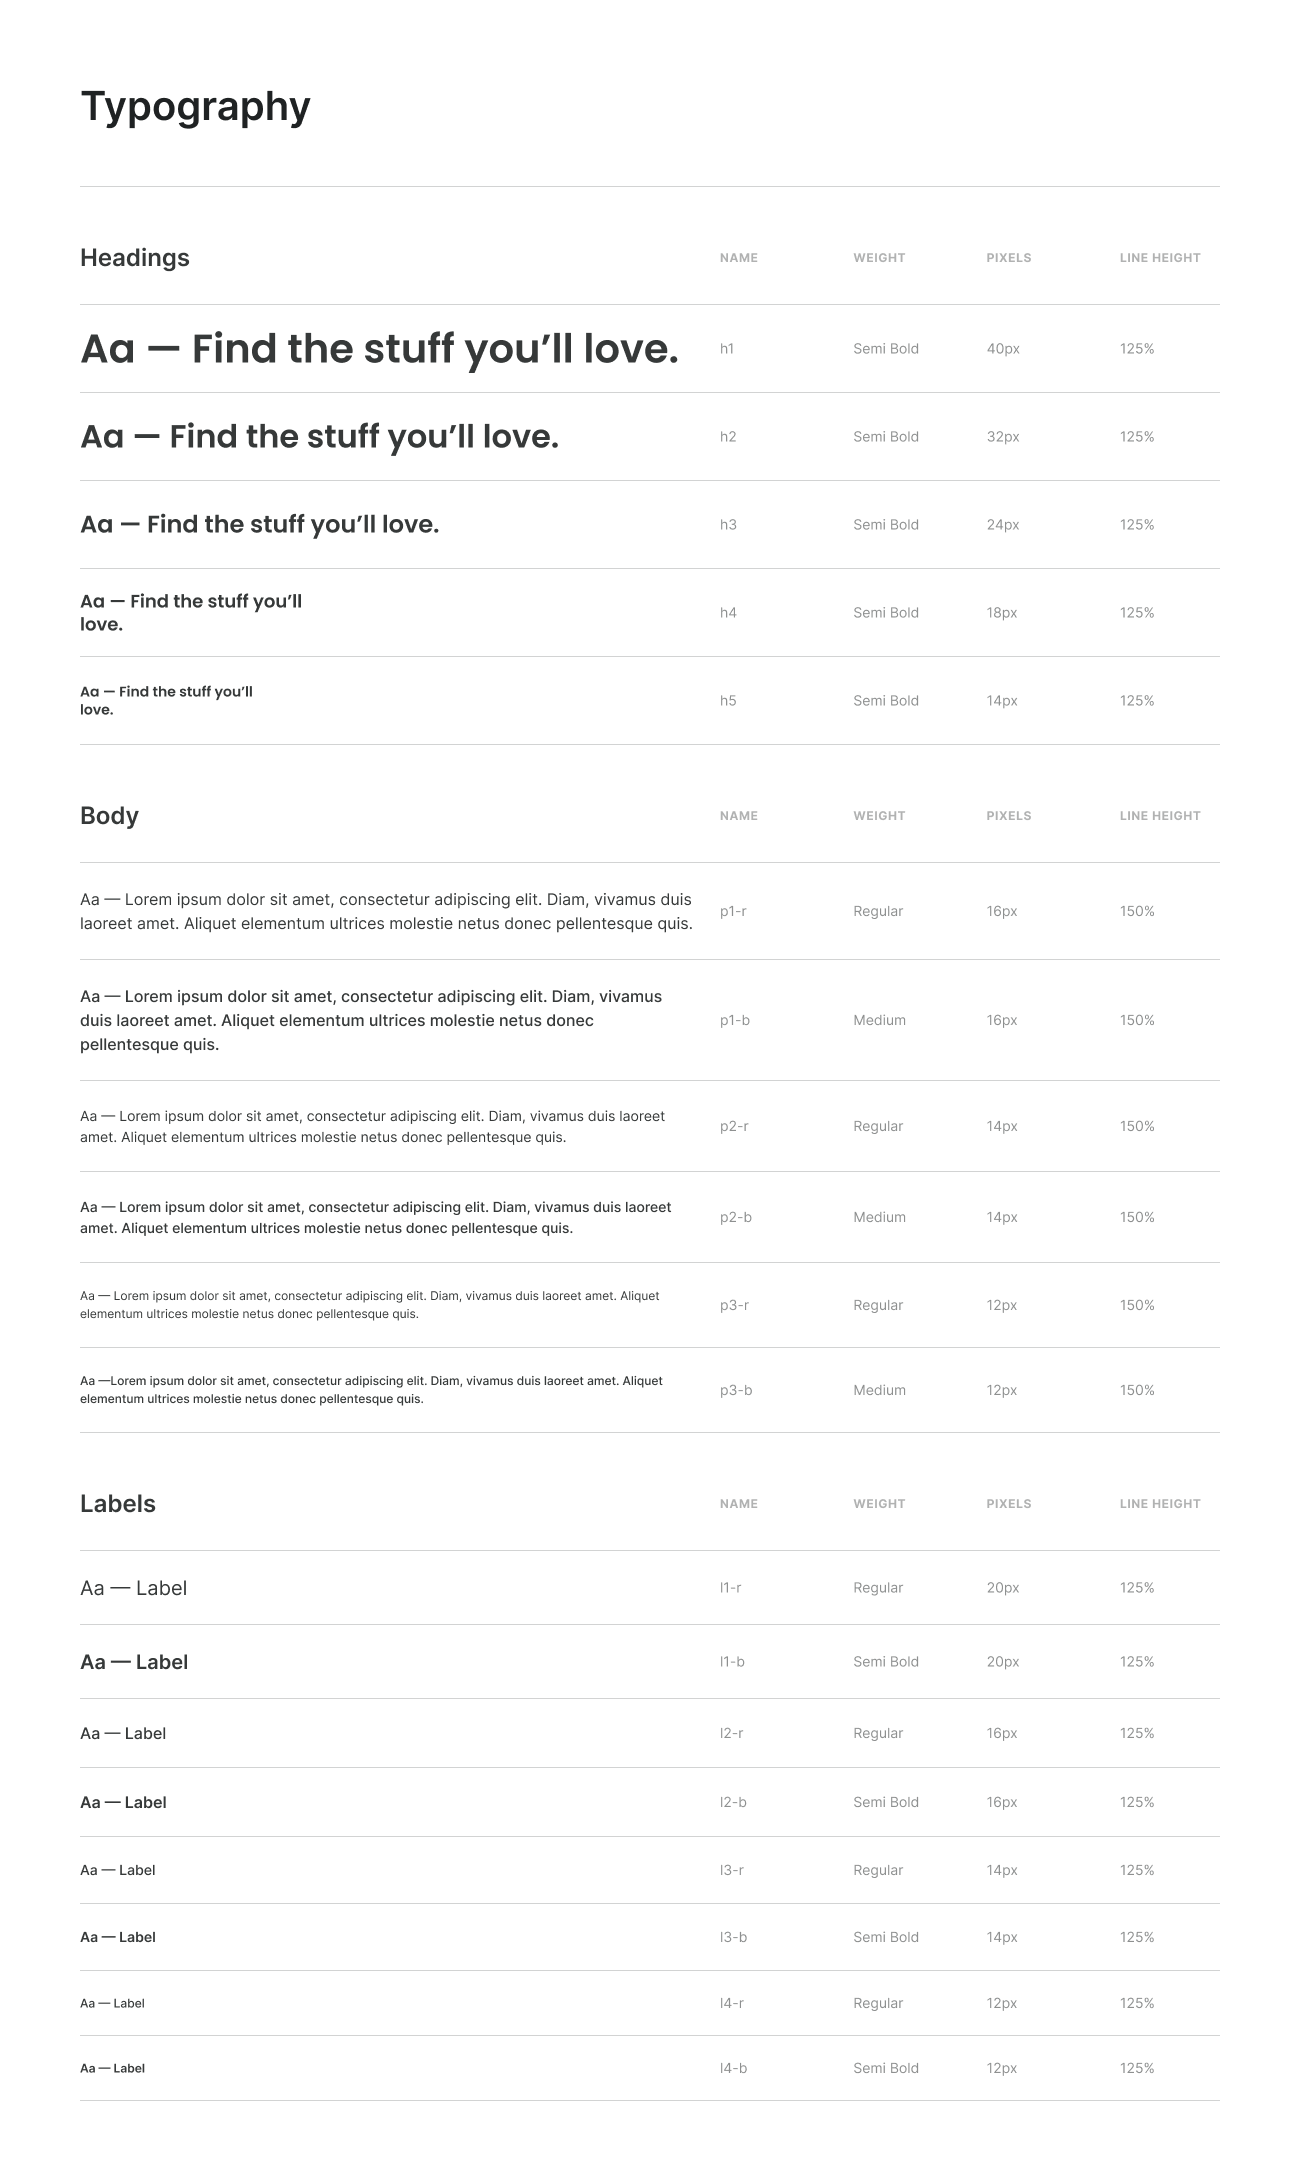 Typography
Headings NAME WEIGHT PIXELS LINE HEIGHT
Aa — Find the stuff you’ll love. h1 Semi Bold 40px 125%
Aa — Find the stuff you’ll love. h2 Semi Bold 32px 125%
Aa — Find the stuff you’ll love. h3 Semi Bold 24px 125%
Aa — Find the stuff you’ll
love.
h4 Semi Bold 18px 125%
Aa — Find the stuff you’ll
love.
h5 Semi Bold 14px 125%
Body NAME WEIGHT PIXELS LINE HEIGHT
Aa — Lorem ipsum dolor sit amet, consectetur adipiscing elit. Diam, vivamus duis
laoreet amet. Aliquet elementum ultrices molestie netus donec pellentesque quis.
p1-r Regular 16px 150%
Aa — Lorem ipsum dolor sit amet, consectetur adipiscing elit. Diam, vivamus
duis laoreet amet. Aliquet elementum ultrices molestie netus donec
pellentesque quis.
p1-b Medium 16px 150%
Aa — Lorem ipsum dolor sit amet, consectetur adipiscing elit. Diam, vivamus duis laoreet
amet. Aliquet elementum ultrices molestie netus donec pellentesque quis.
p2-r Regular 14px 150%
Aa — Lorem ipsum dolor sit amet, consectetur adipiscing elit. Diam, vivamus duis laoreet
amet. Aliquet elementum ultrices molestie netus donec pellentesque quis.
p2-b Medium 14px 150%
Aa — Lorem ipsum dolor sit amet, consectetur adipiscing elit. Diam, vivamus duis laoreet amet. Aliquet
elementum ultrices molestie netus donec pellentesque quis.
p3-r Regular 12px 150%
Aa —Lorem ipsum dolor sit amet, consectetur adipiscing elit. Diam, vivamus duis laoreet amet. Aliquet
elementum ultrices molestie netus donec pellentesque quis.
p3-b Medium 12px 150%
Labels NAME WEIGHT PIXELS LINE HEIGHT
Aa — Label l1-r Regular 20px 125%
Aa — Label l1-b Semi Bold 20px 125%
Aa — Label l2-r Regular 16px 125%
Aa — Label l2-b Semi Bold 16px 125%
Aa — Label l3-r Regular 14px 125%
Aa — Label l3-b Semi Bold 14px 125%
Aa — Label l4-r Regular 12px 125%
Aa — Label l4-b Semi Bold 12px 125%